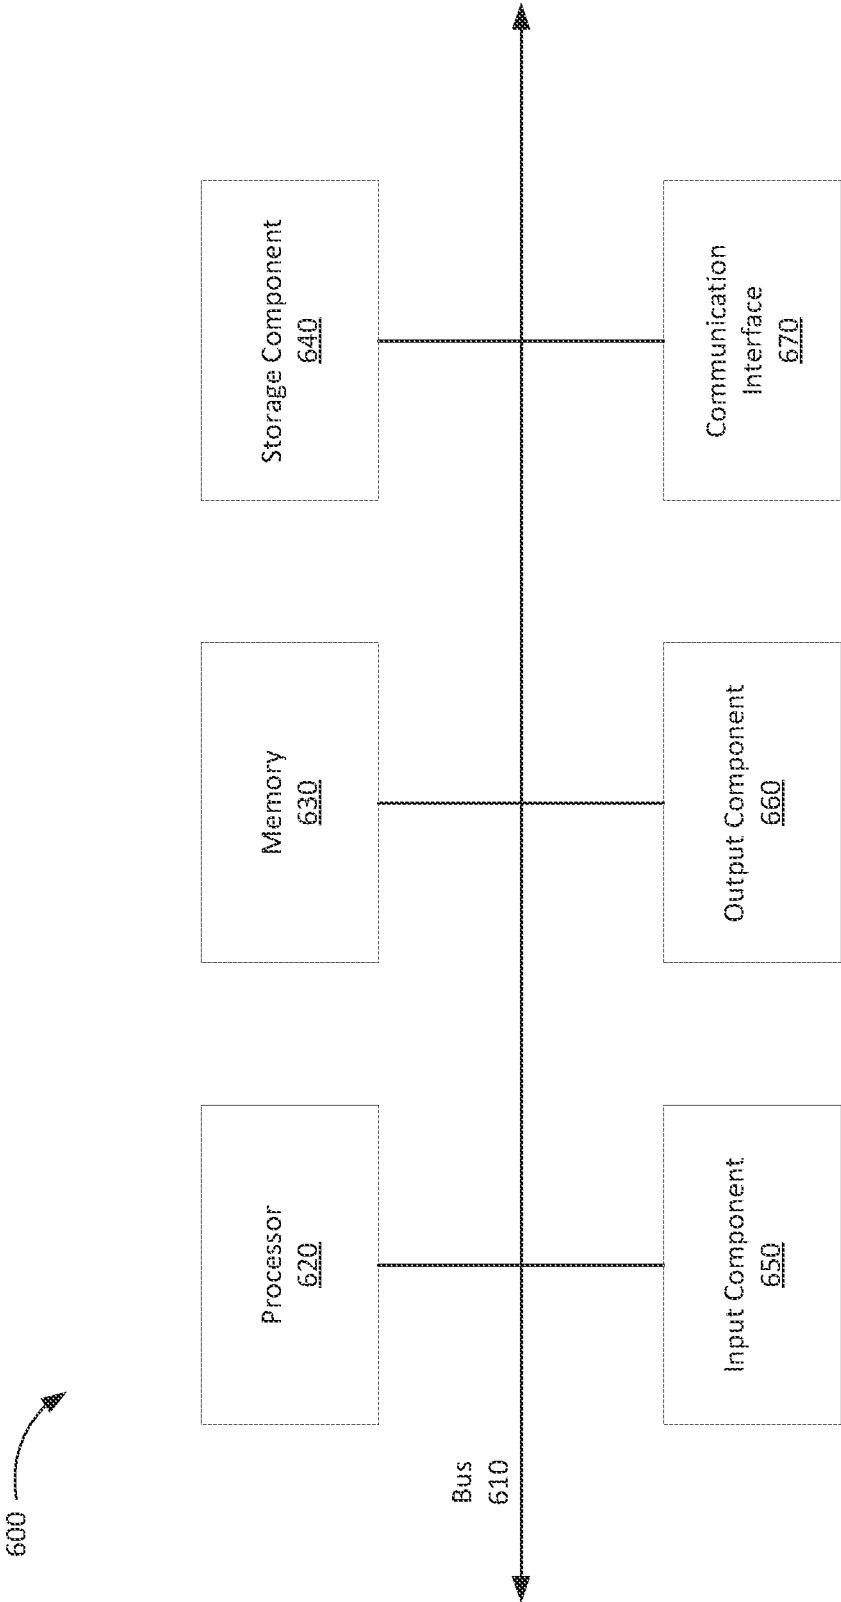 600
Processor
620
Memory
630
Storage Component
640
Bus
610
Input Component
650
Output Component
660
Communication
Interface
670